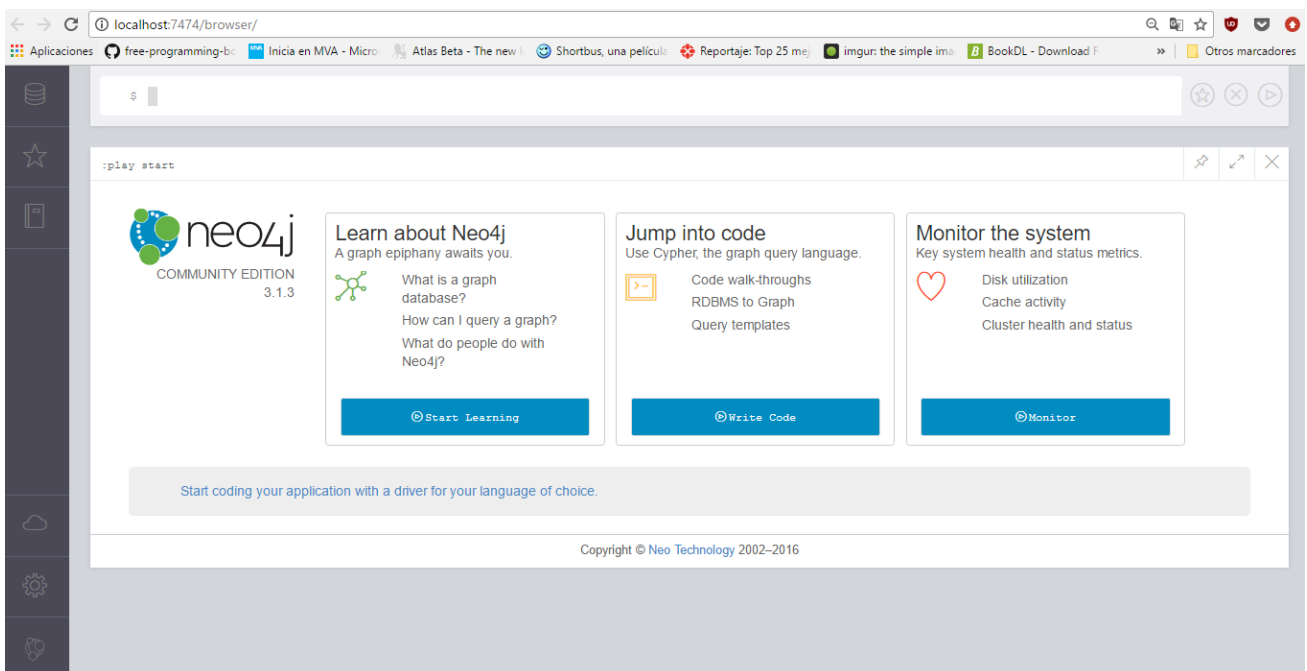 localhost:7474/browser/
Aplicaciones free-programming-bo Inicia en MVA - Micro Atlas Beta - The new Shortbus, una película Reportaje: Top 25 mej imgur: the simple ima BookDL - Download F » Otros marcadores
$
:play start
neo4j
COMMUNITY EDITION
3.1.3
Learn about Neo4j
A graph epiphany awaits you.
What is a graph
database?
How can I query a graph?
What do people do with
Neo4j?
Start Learning
Jump into code
Use Cypher, the graph query language.
Code walk-throughs
RDBMS to Graph
Query templates
Write Code
Monitor the system
Key system health and status metrics.
Disk utilization
Cache activity
Cluster health and status
Monitor
Start coding your application with a driver for your language of choice.
Copyright © Neo Technology 2002–2016